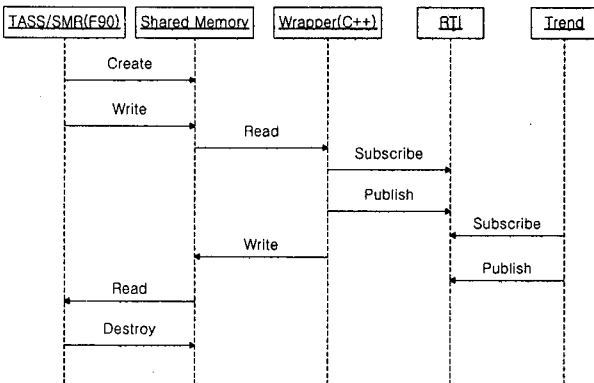 TASS/SMR(F90) Shared Memory Wrapper(C++) RTI Trend
Create
Write
Read
Subscribe
Publish
Subscribe
Write
Publish
Read
Destroy